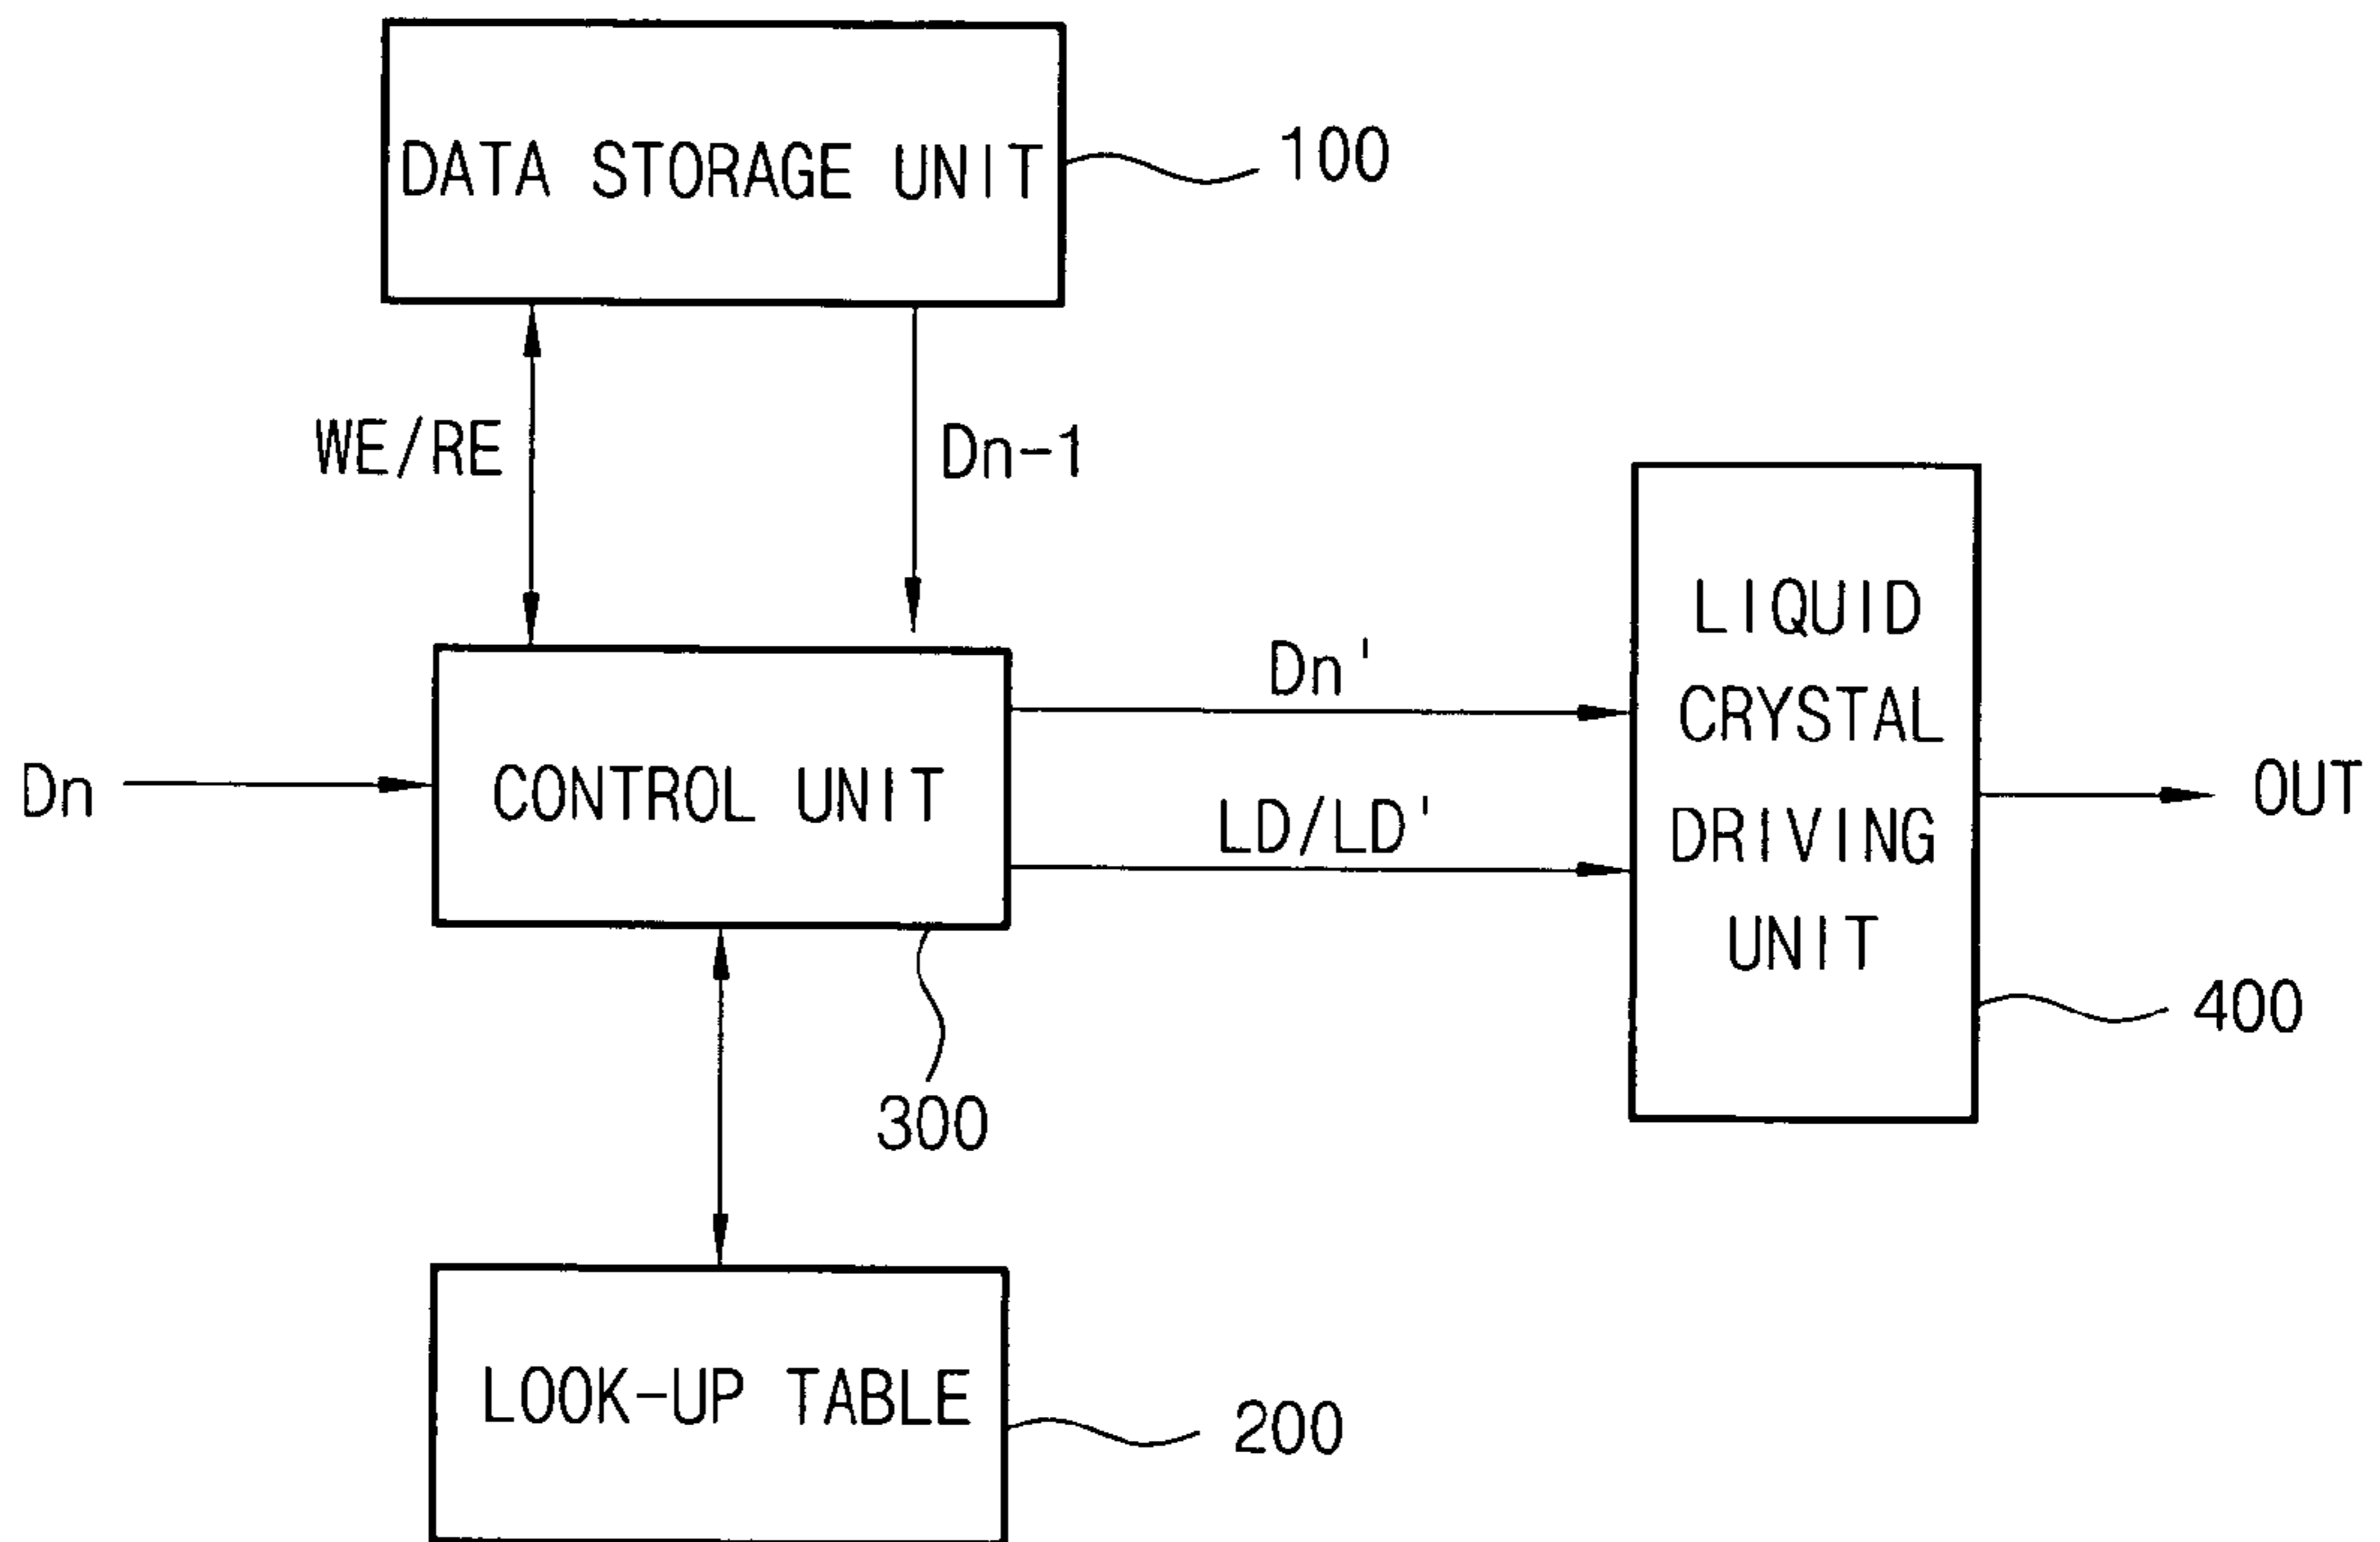 DATA STORAGE UNIT
100
WE/RE
Dn-1
Dn
CONTROL UNIT
300
Dn'
LD/LD'
LIQUID
CRYSTAL
DRIVING
UNIT
400
OUT
LOOK-UP TABLE
200